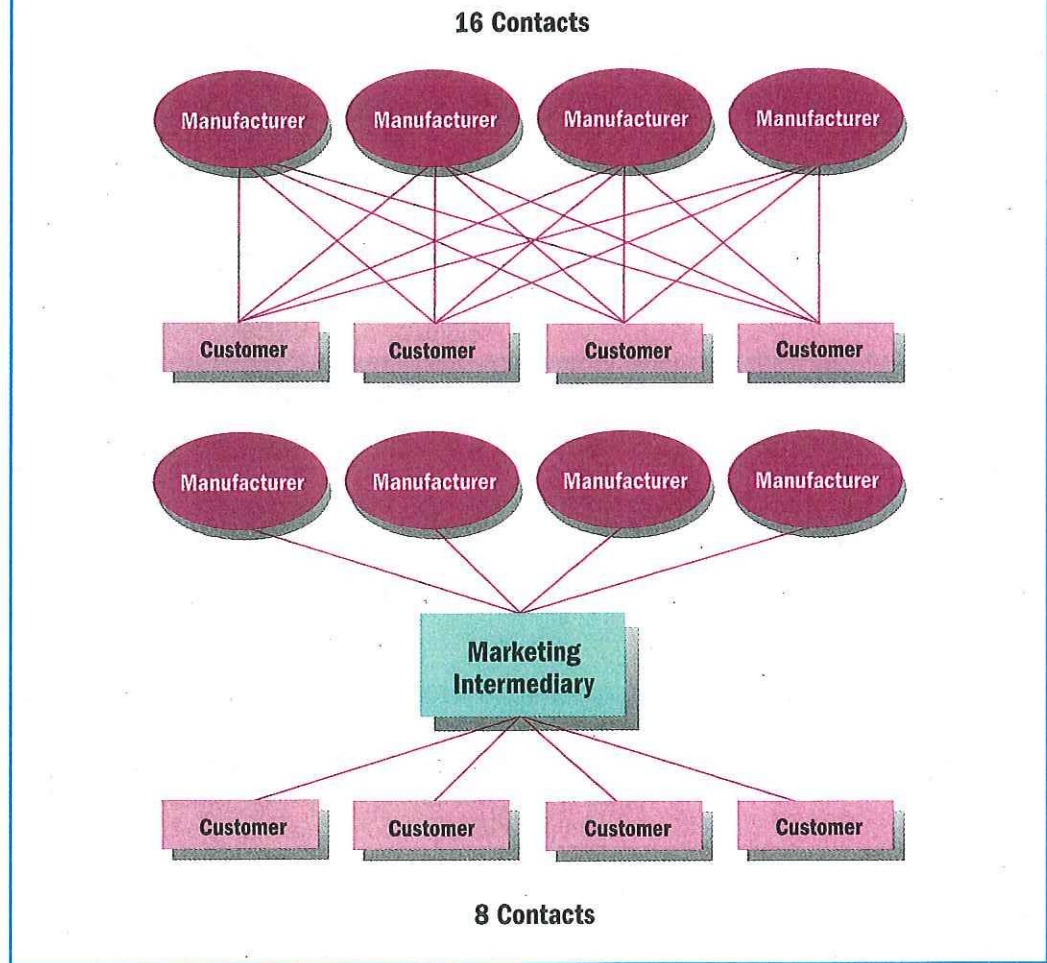 16 Contacts
Manufacturer Manufacturer Manufacturer Manufacturer
Customer Customer Customer Customer
Manufacturer Manufacturer Manufacturer Manufacturer
Marketing
Intermediary
Customer Customer Customer Customer
8 Contacts